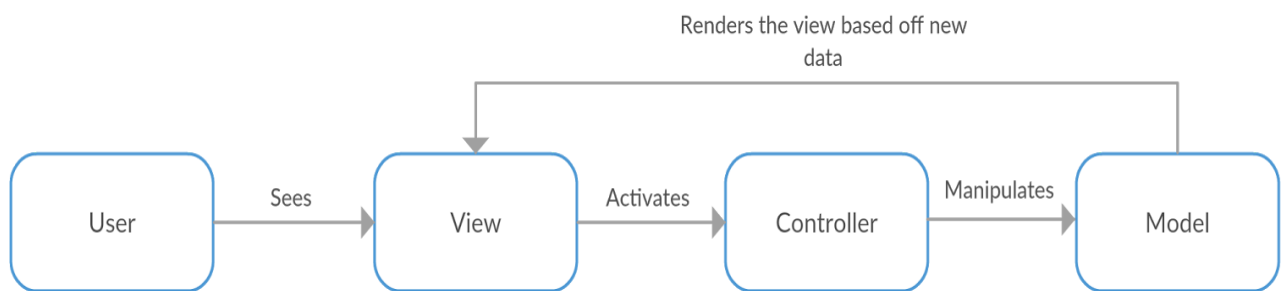 Renders the view based off new
data
Sees
Activates
Manipulates
User
View
Controller
Model